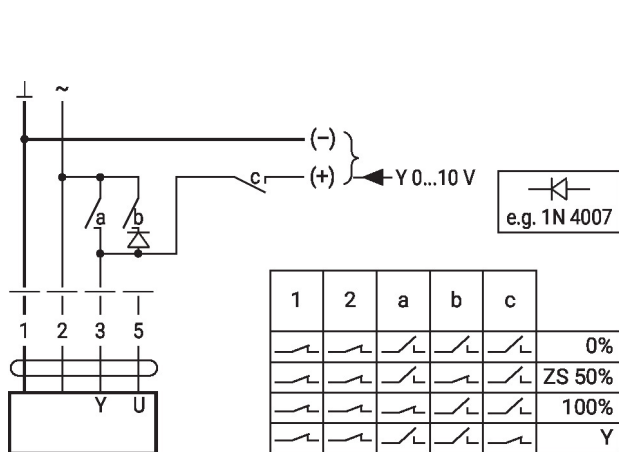 ⊥ ~
(−)
(+)
Y 0...10 V
a
b
c
e.g. 1N 4007
1 2 3 5
Y U
1 2 a b c
0%
ZS 50%
100%
Y